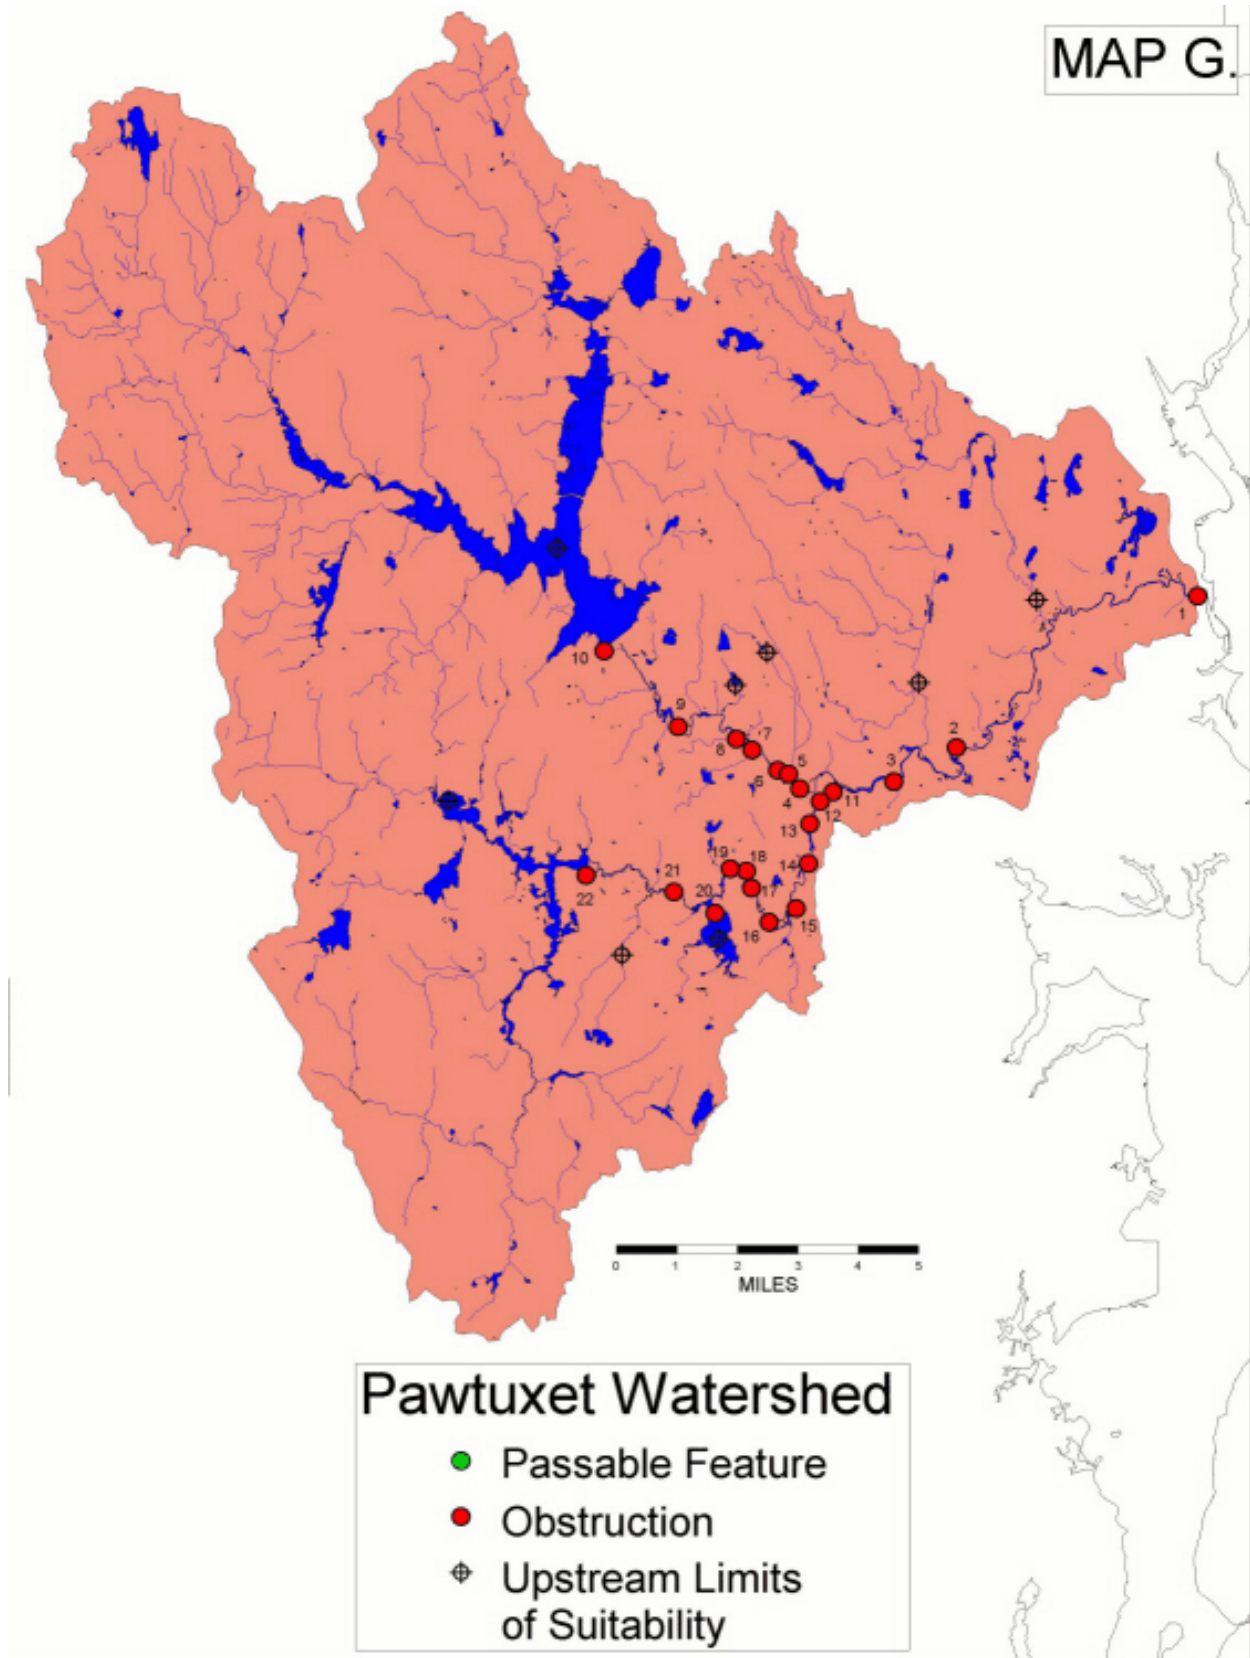 MAP G.
1
10
9
2
7
8
3
5
6
4
11
12
13
19
18
14
21
17
20
22
16
15
0 1 2 3 4 5
MILES
Pawtuxet Watershed
Passable Feature
Obstruction
Upstream Limits
of Suitability